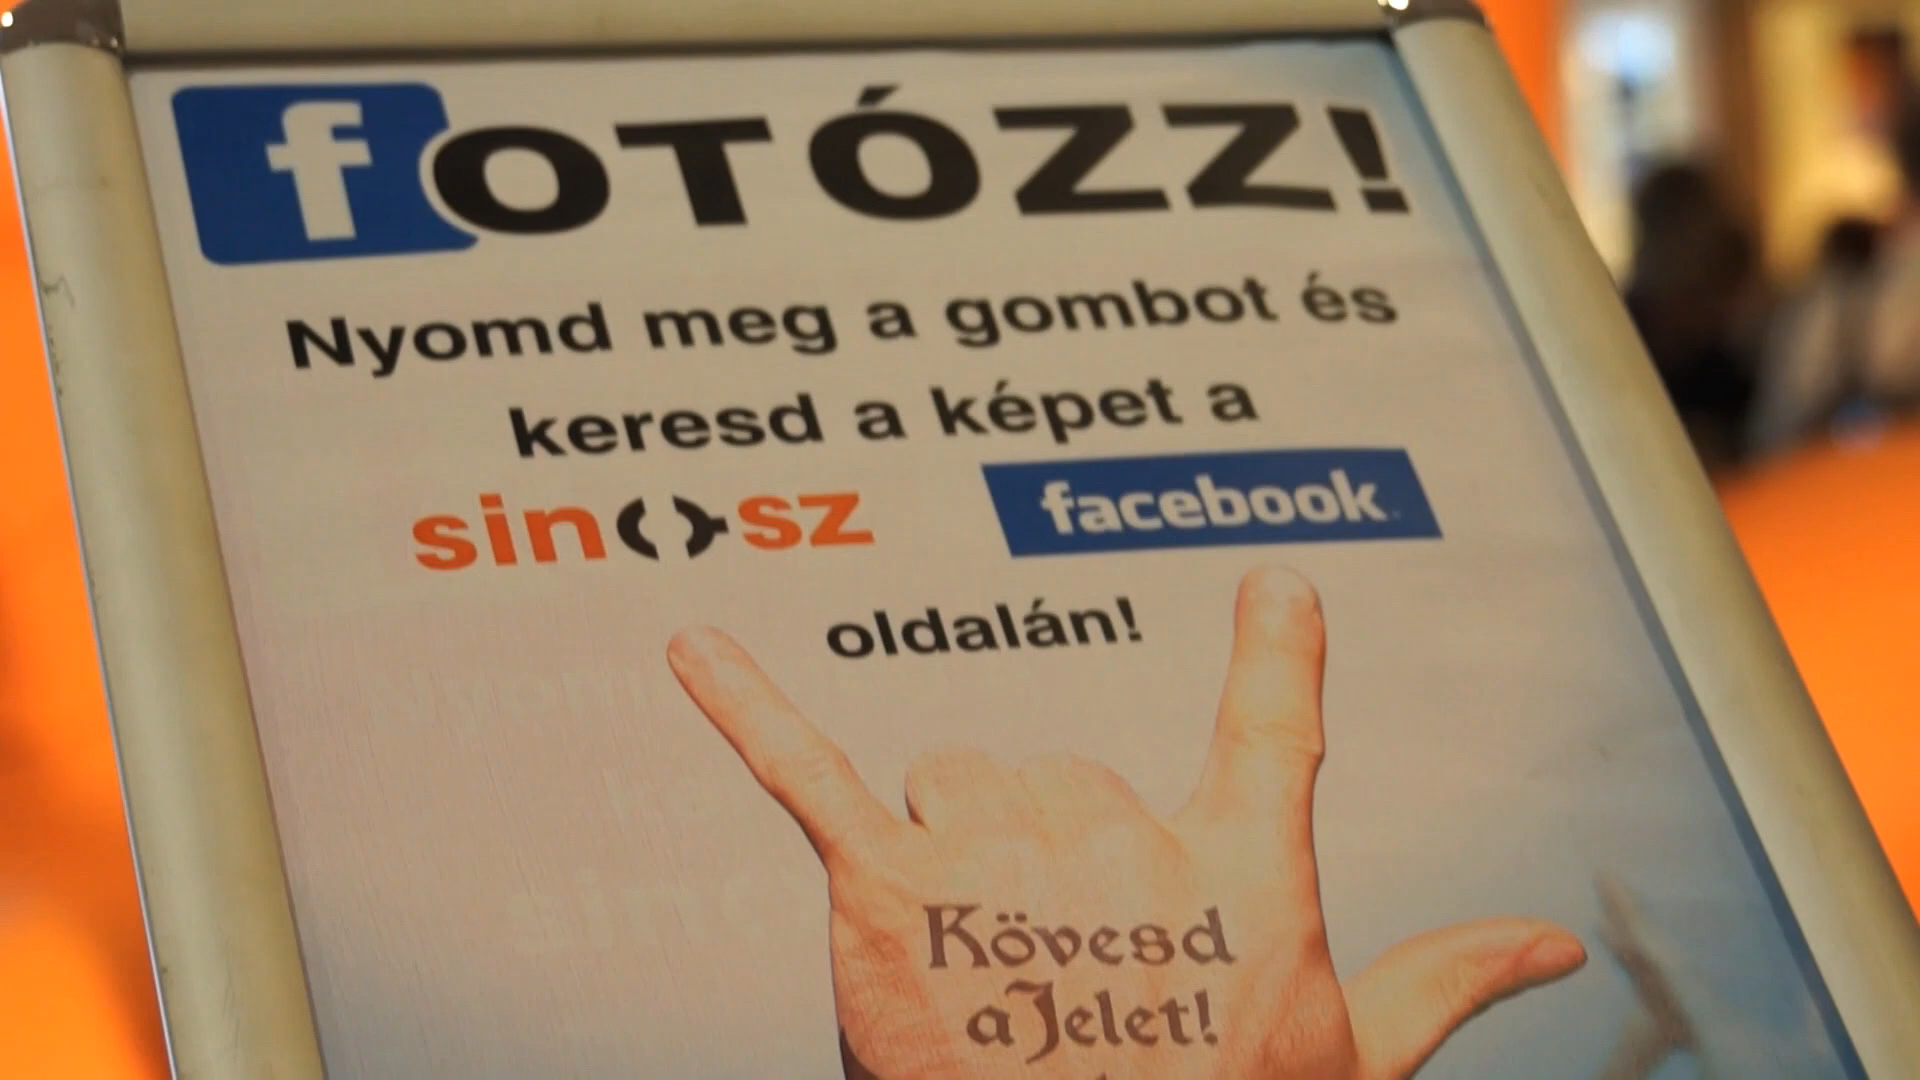 fOTÓZZ!
Nyomd meg a gombot és
keresd a képet a
sinosz facebook
oldalán!
Kövesd
a Jelet!